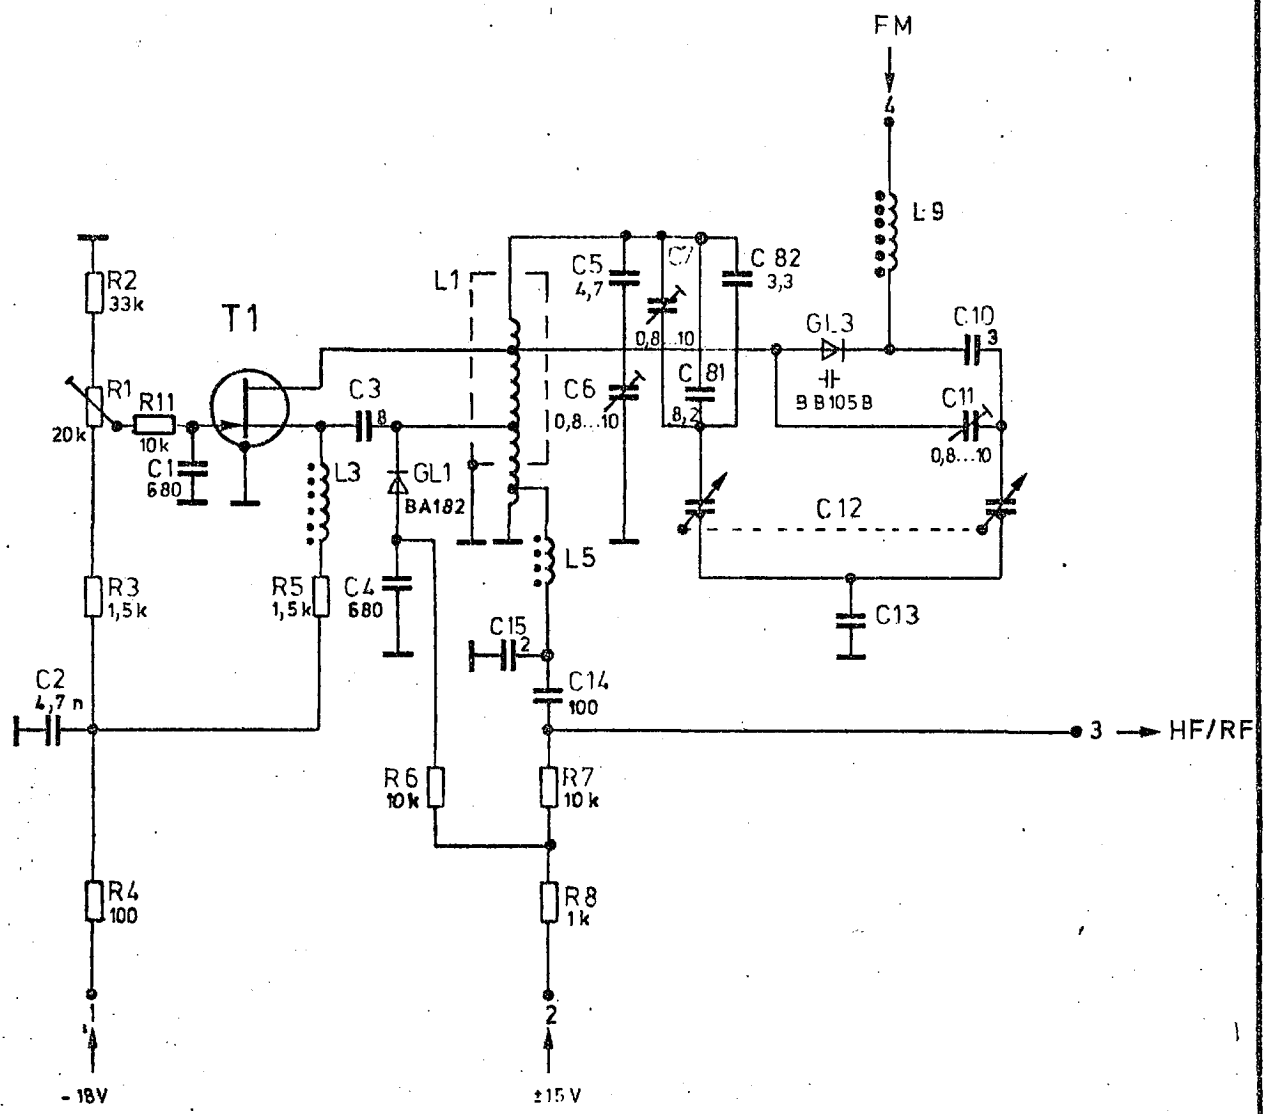 FM
4
L9
R2
33k
T1
L1
C5
4,7
C7
0,8...10
C 82
3,3
GL3
BB105B
C10
3
R1
20k
R11
10k
C1
680
C3
8
L3
GL1
BA182
C6
0,8...10
C 81
8,2
C11
0,8...10
C12
R3
1,5k
R5
1,5k
C4
680
L5
C13
C15
2
C2
4,7 n
C14
100
3
HF/RF
R6
10k
R7
10k
R4
100
R8
1k
1
2
-18V
±15V